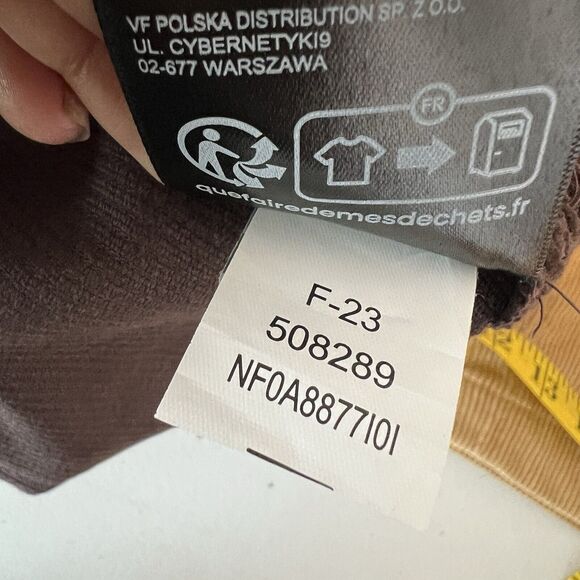 VF POLSKA DISTRIBUTION SP. Z O.O.
UL. CYBERNETYKI9
02-677 WARSZAWA
FR
quefairedemesdechets.fr
F-23
508289
NF0A8877I0I